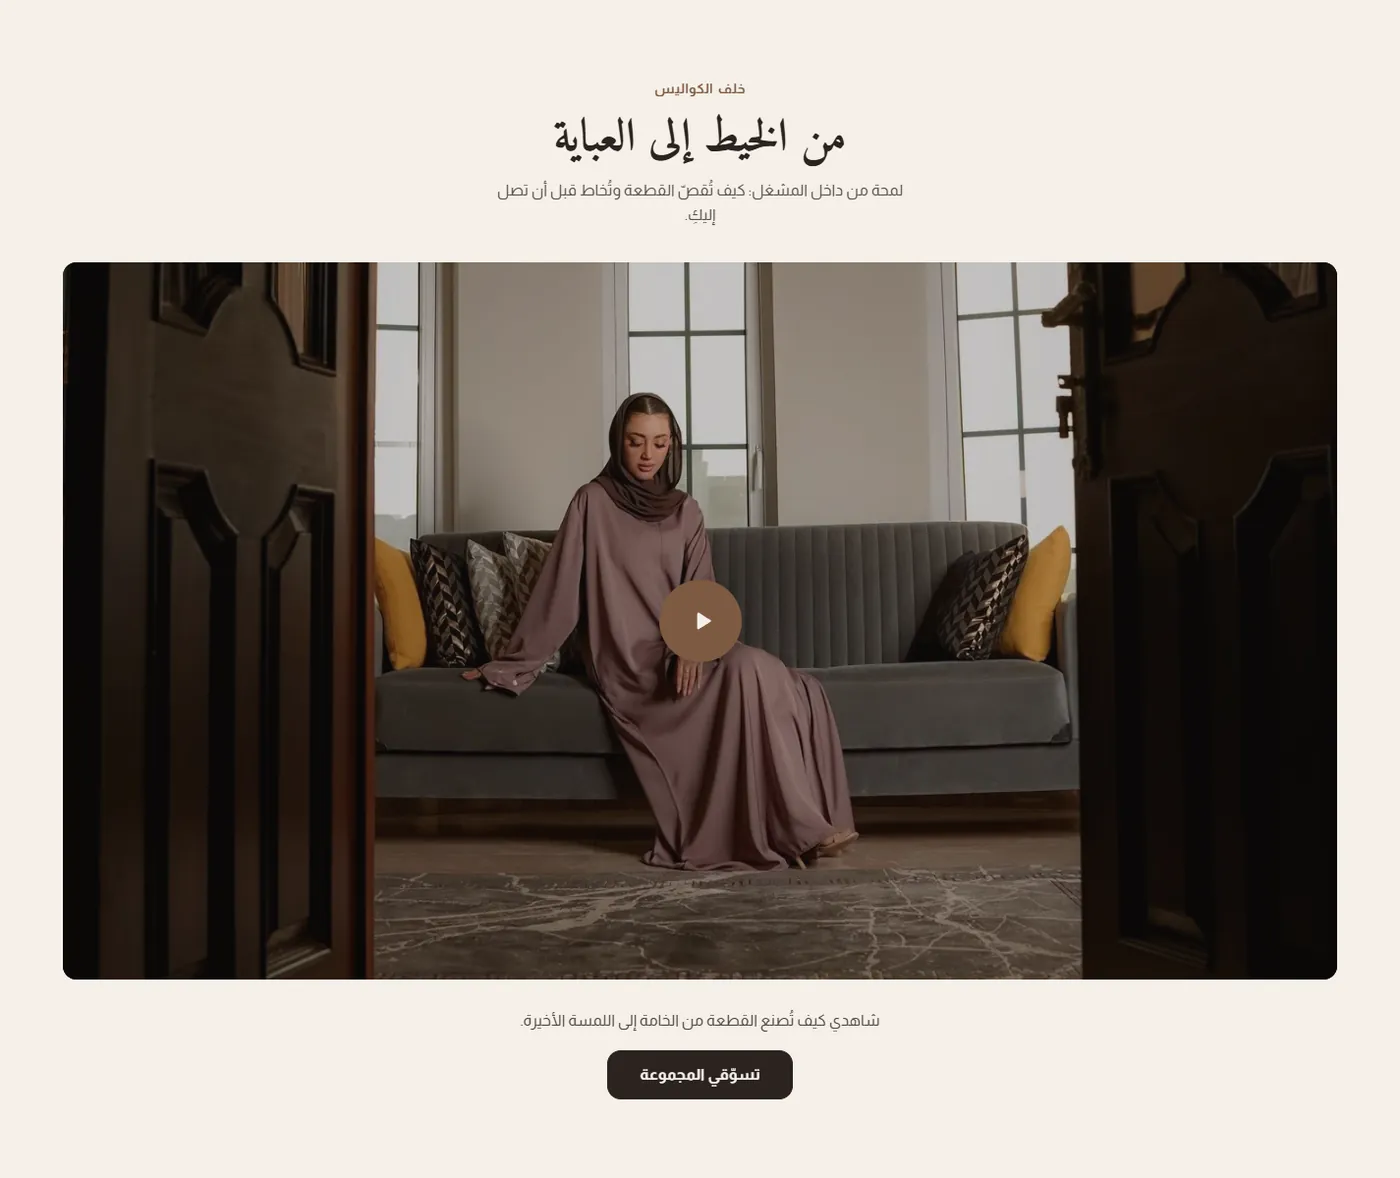 خلف الكواليس
من الخيط إلى العباية
لمحة من داخل المشغل: كيف تُقصّ القطعة وتُخاط قبل أن تصل
إليكِ.
شاهدي كيف تُصنع القطعة من الخامة إلى اللمسة الأخيرة.
تسوّقي المجموعة